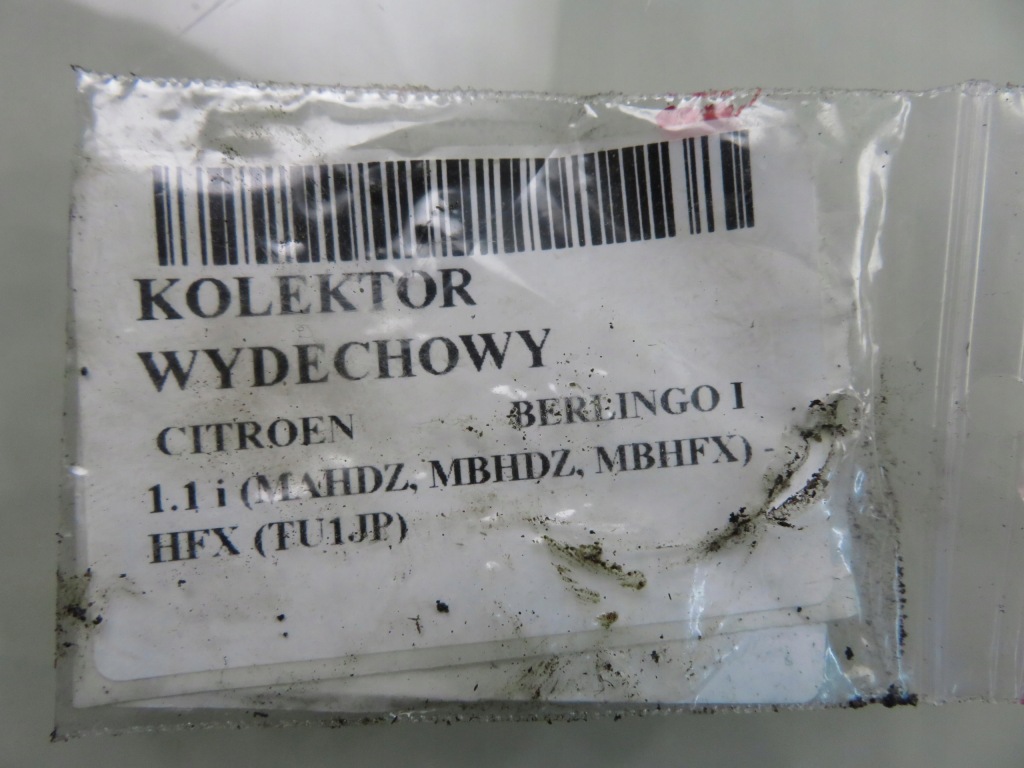 KOLEKTOR
WYDECHOWY
CITROEN BERLINGO I
1.1 i (MAHDZ, MBHDZ, MBHFX) -
HFX (TU1JP)